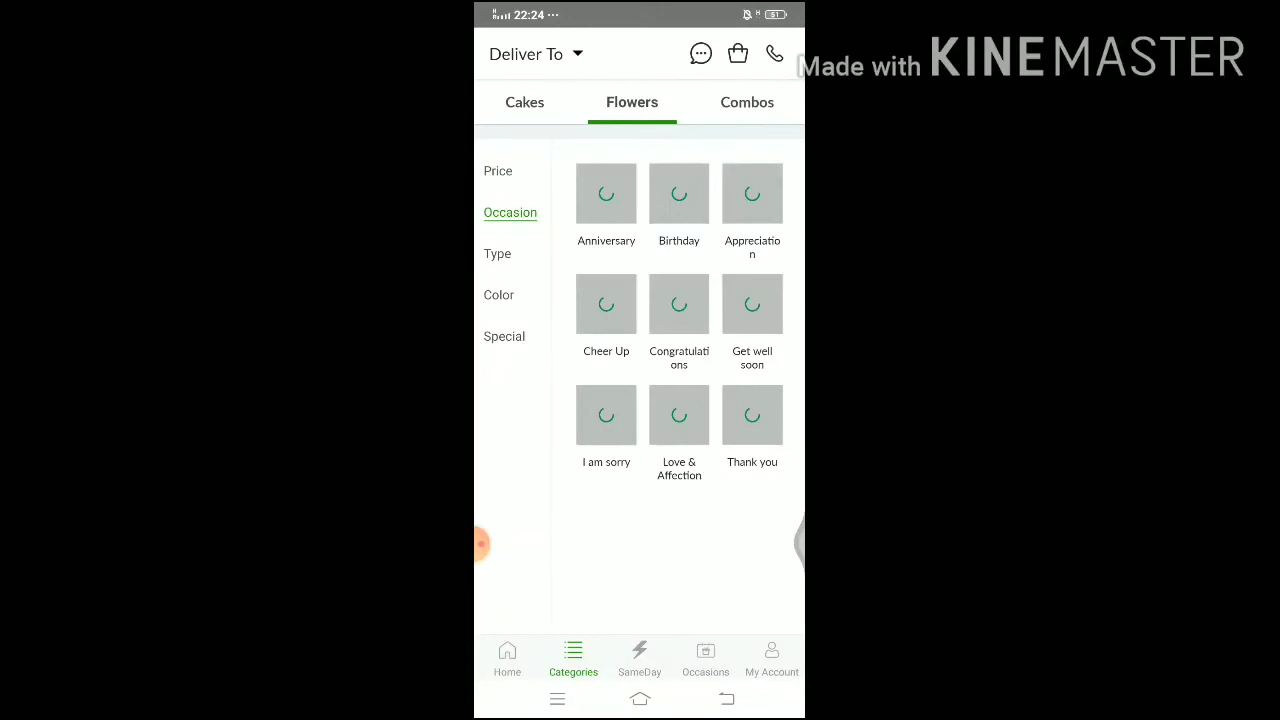 22:24 ···
H
51
Deliver To
Made with KINEMASTER
Cakes
Flowers
Combos
Price
Occasion
Type
Color
Special
Anniversary
Birthday
Appreciatio
n
Cheer Up
Congratulati
ons
Get well
soon
I am sorry
Love &
Affection
Thank you
Home
Categories
SameDay
Occasions
My Account